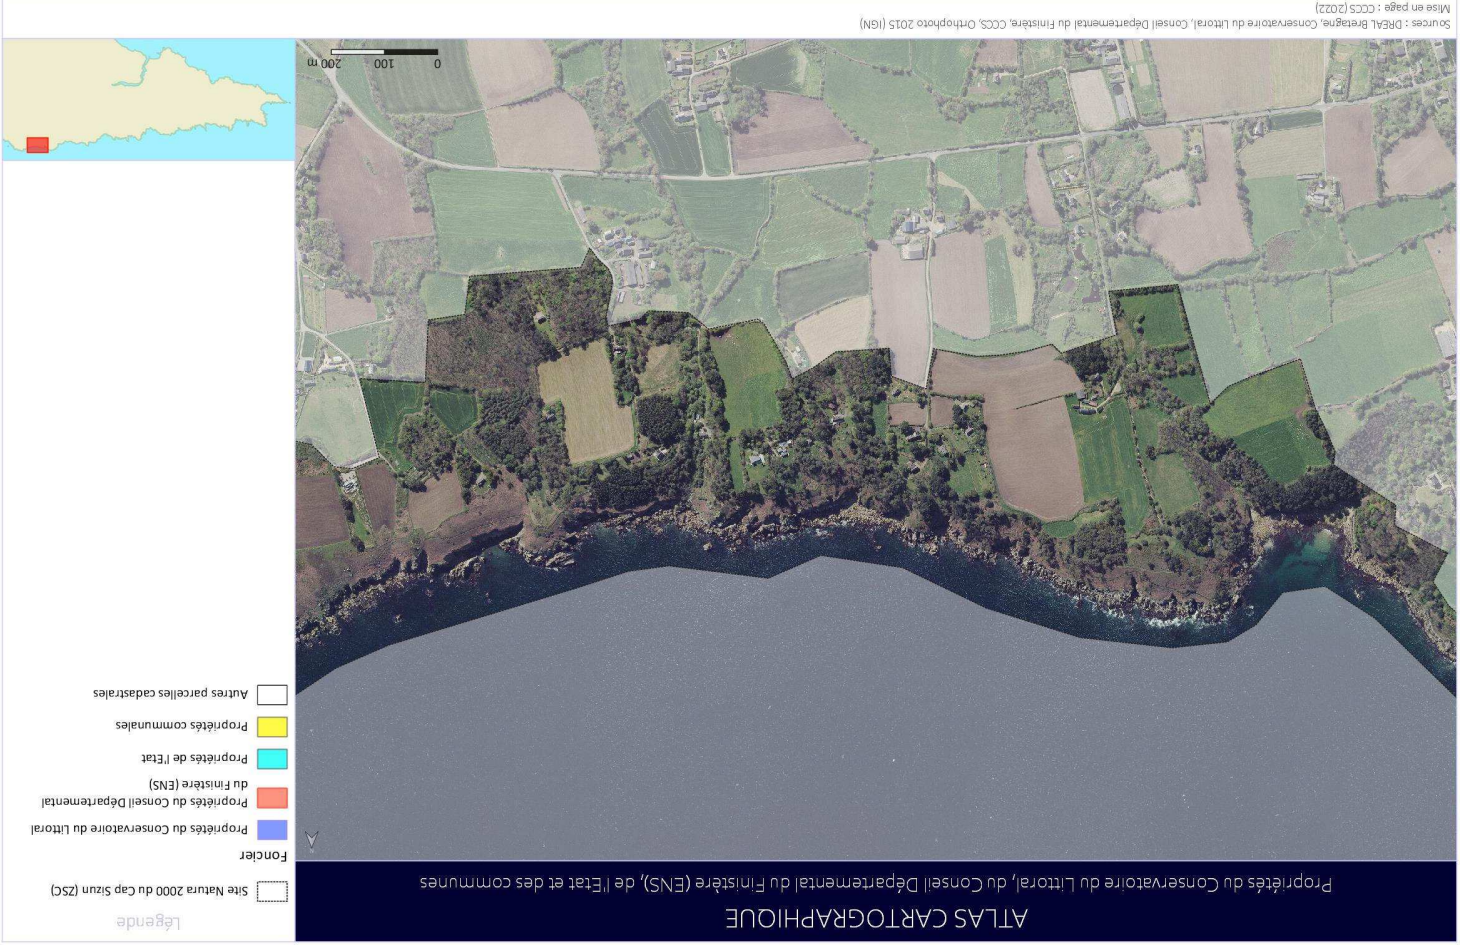 ATLAS CARTOGRAPHIQUE
Propriétés du Conservatoire du Littoral, du Conseil Départemental du Finistère (ENS), de l'Etat et des communes
Légende
Site Natura 2000 du Cap Sizun (ZSC)
Foncier
Propriétés du Conservatoire du Littoral
Propriétés du Conseil Départemental
du Finistère (ENS)
Propriétés de l'Etat
Propriétés communales
Autres parcelles cadastrales
0 100 200 m
Sources : DREAL Bretagne, Conservatoire du Littoral, Conseil Départemental du Finistère, CCCS, Orthophoto 2015 (IGN)
Mise en page : CCCS (2022)